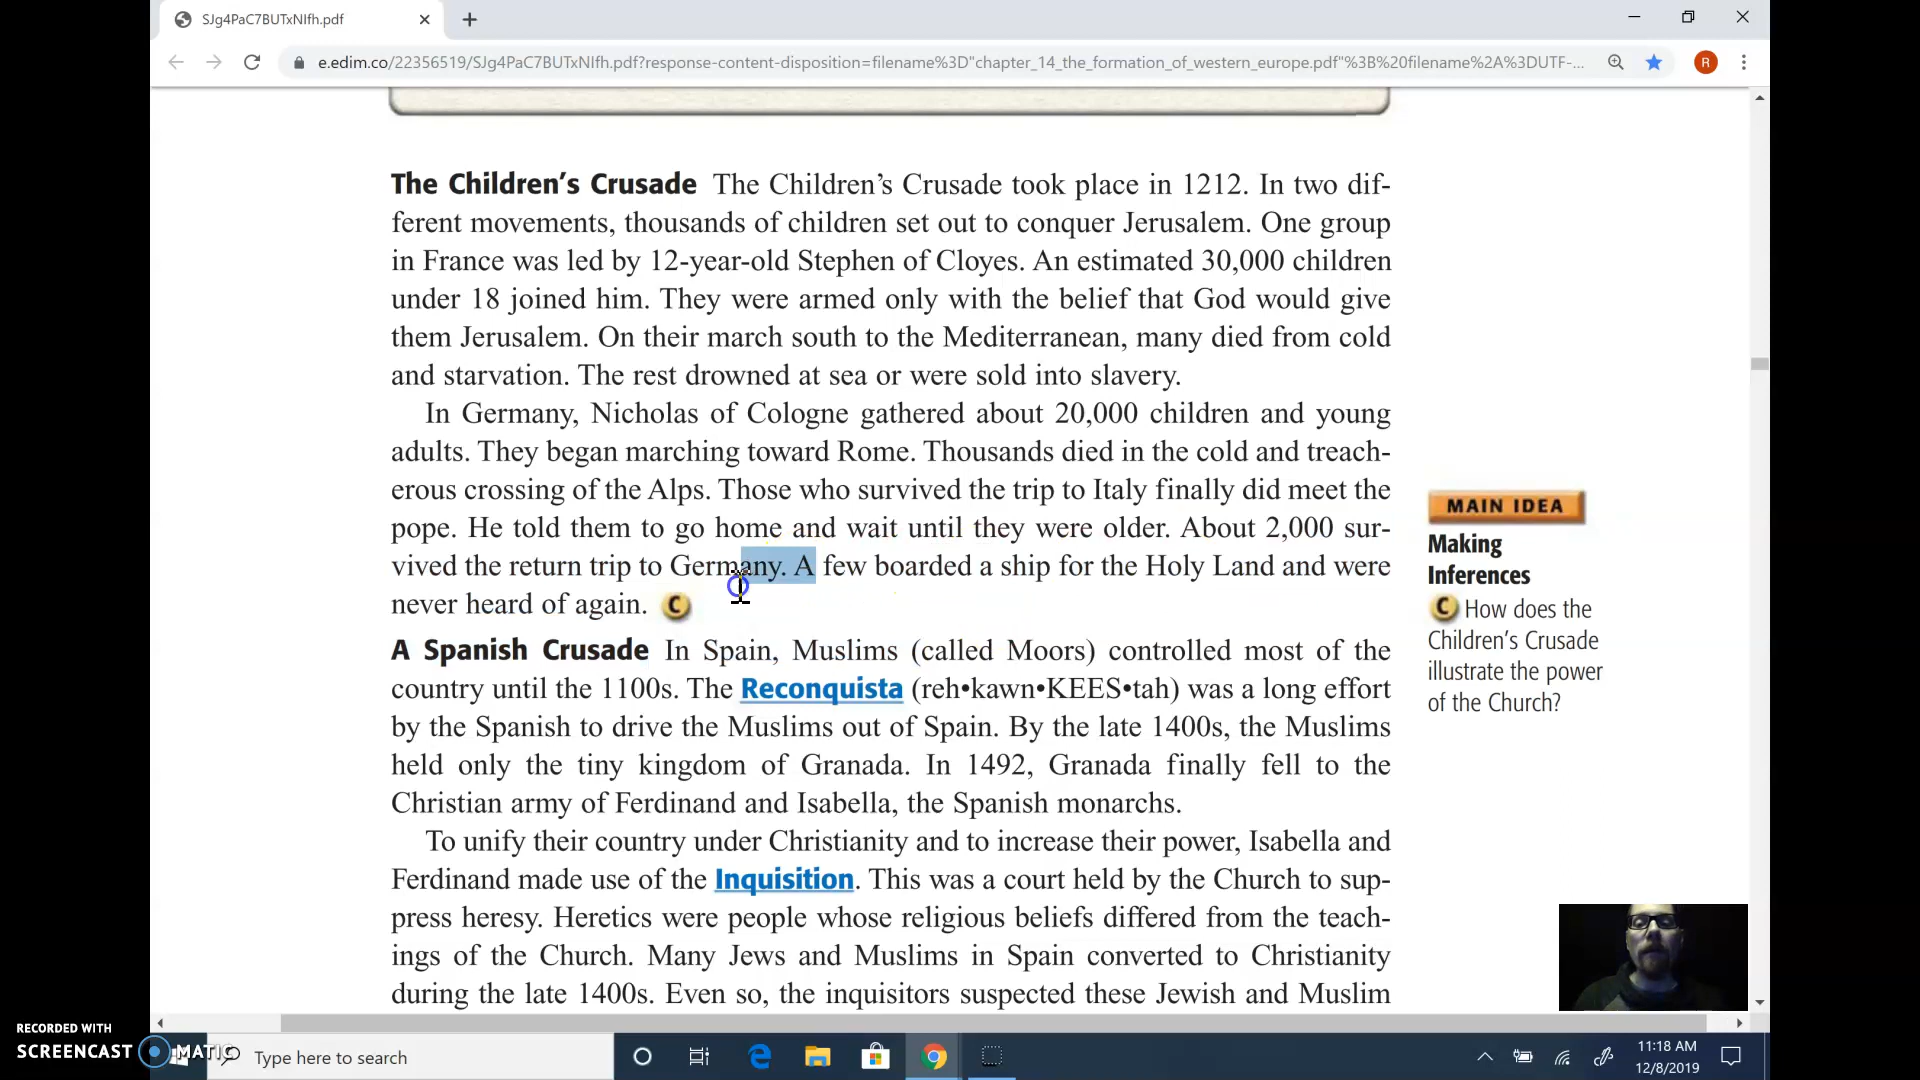 SJg4PaC7BUTxNIfh.pdf
e.edim.co/22356519/SJg4PaC7BUTxNIfh.pdf?response-content-disposition=filename%3D"chapter_14_the_formation_of_western_europe.pdf"%3B%20filename%2A%3DUTF-...
R
The Children's Crusade The Children's Crusade took place in 1212. In two dif-
ferent movements, thousands of children set out to conquer Jerusalem. One group
in France was led by 12-year-old Stephen of Cloyes. An estimated 30,000 children
under 18 joined him. They were armed only with the belief that God would give
them Jerusalem. On their march south to the Mediterranean, many died from cold
and starvation. The rest drowned at sea or were sold into slavery.
In Germany, Nicholas of Cologne gathered about 20,000 children and young
adults. They began marching toward Rome. Thousands died in the cold and treach-
erous crossing of the Alps. Those who survived the trip to Italy finally did meet the
pope. He told them to go home and wait until they were older. About 2,000 sur-
vived the return trip to Germany. A few boarded a ship for the Holy Land and were
never heard of again. C
A Spanish Crusade In Spain, Muslims (called Moors) controlled most of the
country until the 1100s. The Reconquista (reh•kawn•KEES•tah) was a long effort
by the Spanish to drive the Muslims out of Spain. By the late 1400s, the Muslims
held only the tiny kingdom of Granada. In 1492, Granada finally fell to the
Christian army of Ferdinand and Isabella, the Spanish monarchs.
To unify their country under Christianity and to increase their power, Isabella and
Ferdinand made use of the Inquisition. This was a court held by the Church to sup-
press heresy. Heretics were people whose religious beliefs differed from the teach-
ings of the Church. Many Jews and Muslims in Spain converted to Christianity
during the late 1400s. Even so, the inquisitors suspected these Jewish and Muslim
MAIN IDEA
Making
Inferences
C How does the
Children's Crusade
illustrate the power
of the Church?
RECORDED WITH
SCREENCAST MATIC
Type here to search
11:18 AM
12/8/2019